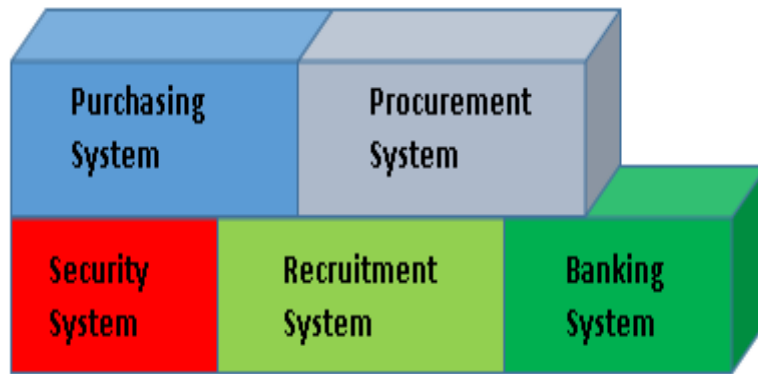 Purchasing
System
Procurement
System
Security
System
Recruitment
System
Banking
System